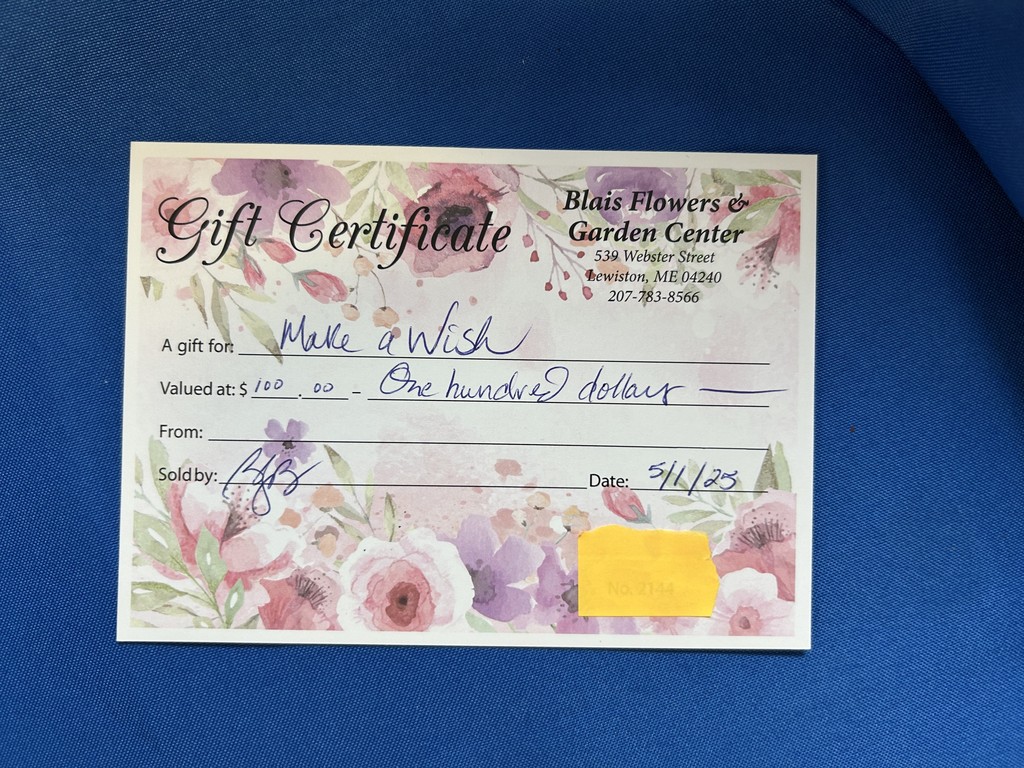 Gift Certificate
Blais Flowers &
Garden Center
539 Webster Street
Lewiston, ME 04240
207-783-8566
A gift for: Make a Wish
Valued at: $ 100.00 - One hundred dollars
From:
Sold by:
Date: 5/1/25
No. 2144